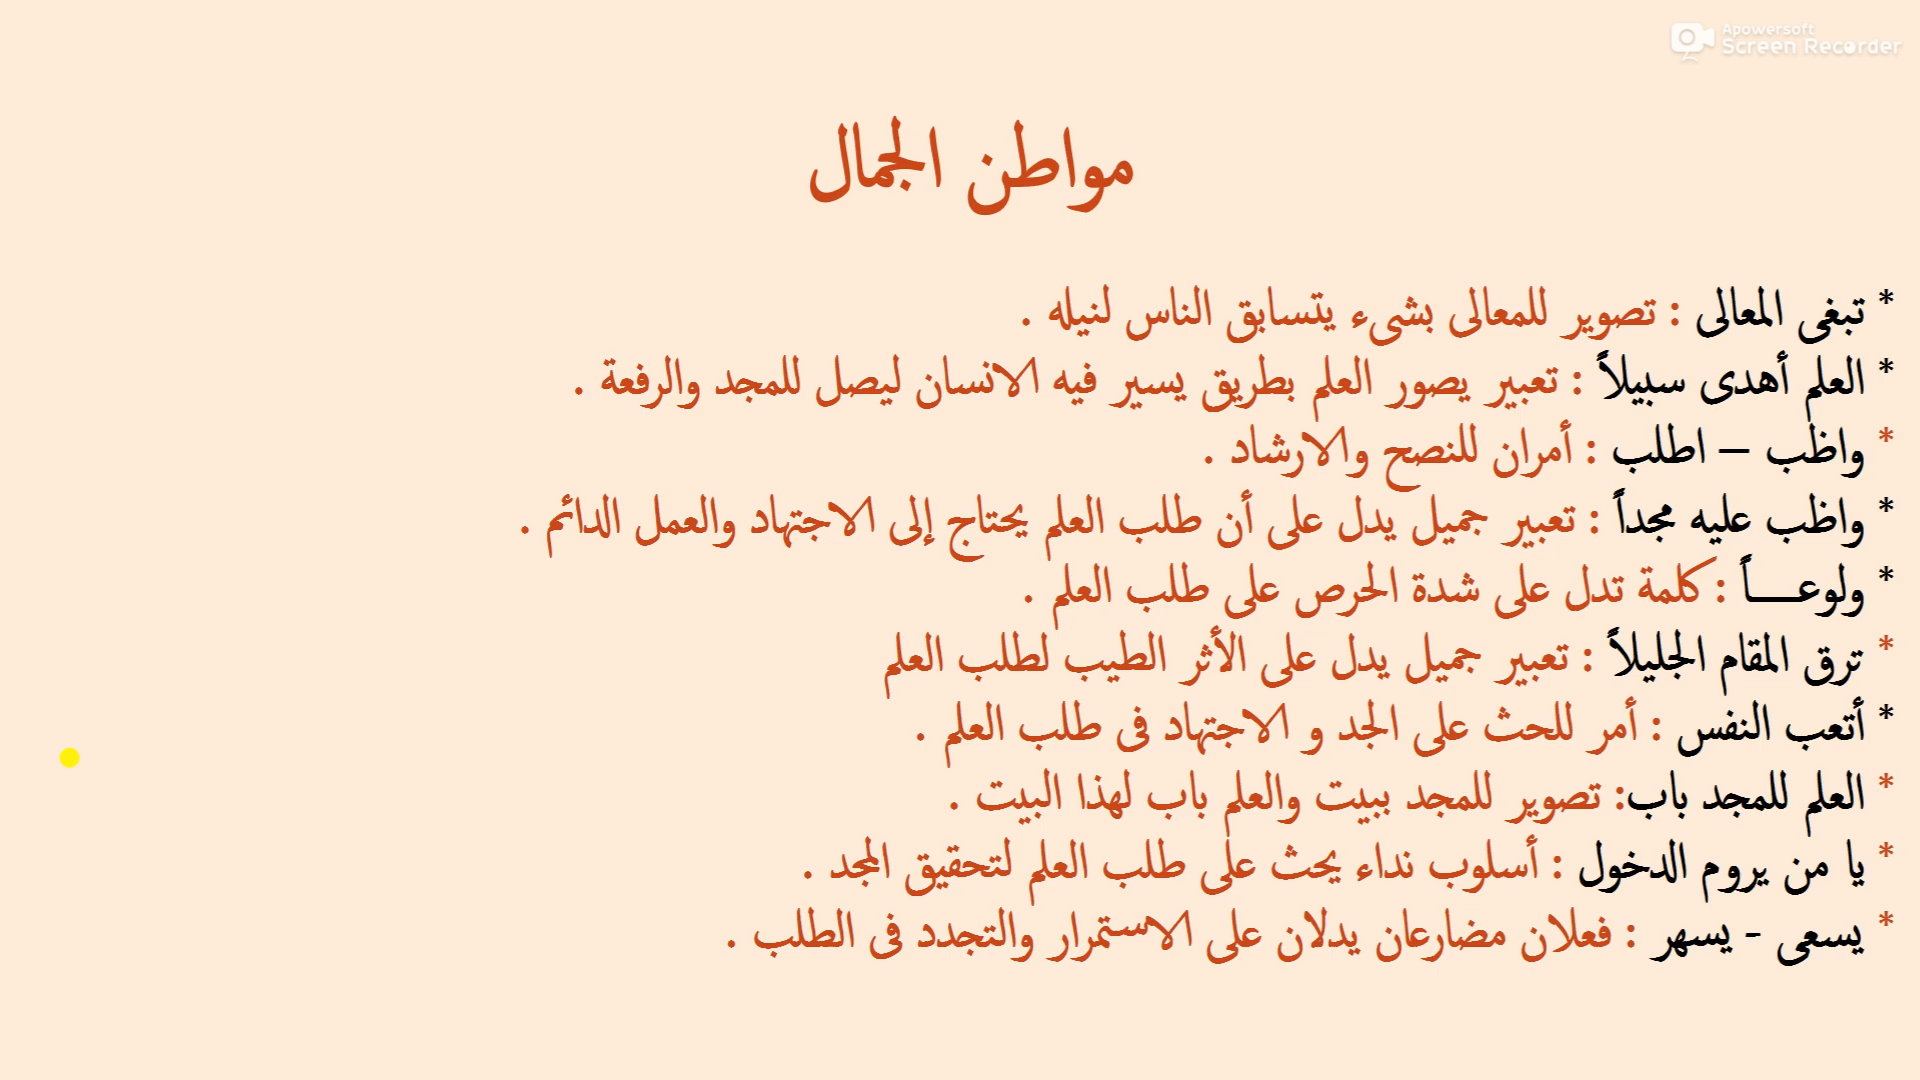 Apowersoft
Screen Recorder
مواطن الجمال
* تبغى المعالى : تصوير للمعالى بشىء يتسابق الناس لنيله .
* العلم أهدى سبيلاً : تعبير يصور العلم بطريق يسير فيه الانسان ليصل للمجد والرفعة .
* واظب – اطلب : أمران للنصح والارشاد .
* واظب عليه مجداً : تعبير جميل يدل على أن طلب العلم يحتاج إلى الاجتهاد والعمل الدائم .
* ولوعـــاً : كلمة تدل على شدة الحرص على طلب العلم .
* ترق المقام الجليلاً : تعبير جميل يدل على الأثر الطيب لطلب العلم
* أتعب النفس : أمر للحث على الجد و الاجتهاد فى طلب العلم .
* العلم للمجد باب: تصوير للمجد ببيت والعلم باب لهذا البيت .
* يا من يروم الدخول : أسلوب نداء يحث على طلب العلم لتحقيق المجد .
* يسعى - يسهر : فعلان مضارعان يدلان على الاستمرار والتجدد فى الطلب .